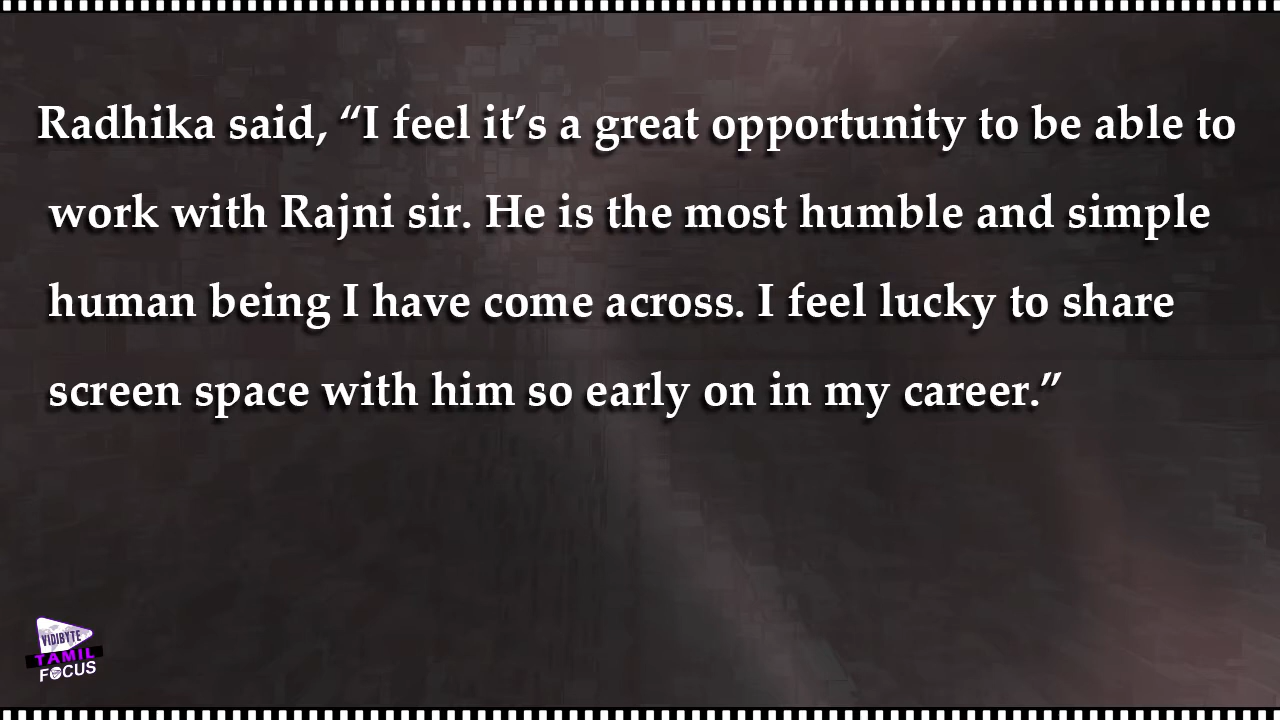 Radhika said, “I feel it’s a great opportunity to be able to
work with Rajni sir. He is the most humble and simple
human being I have come across. I feel lucky to share
screen space with him so early on in my career.”
VIDIBYTE
TAMIL
FOCUS